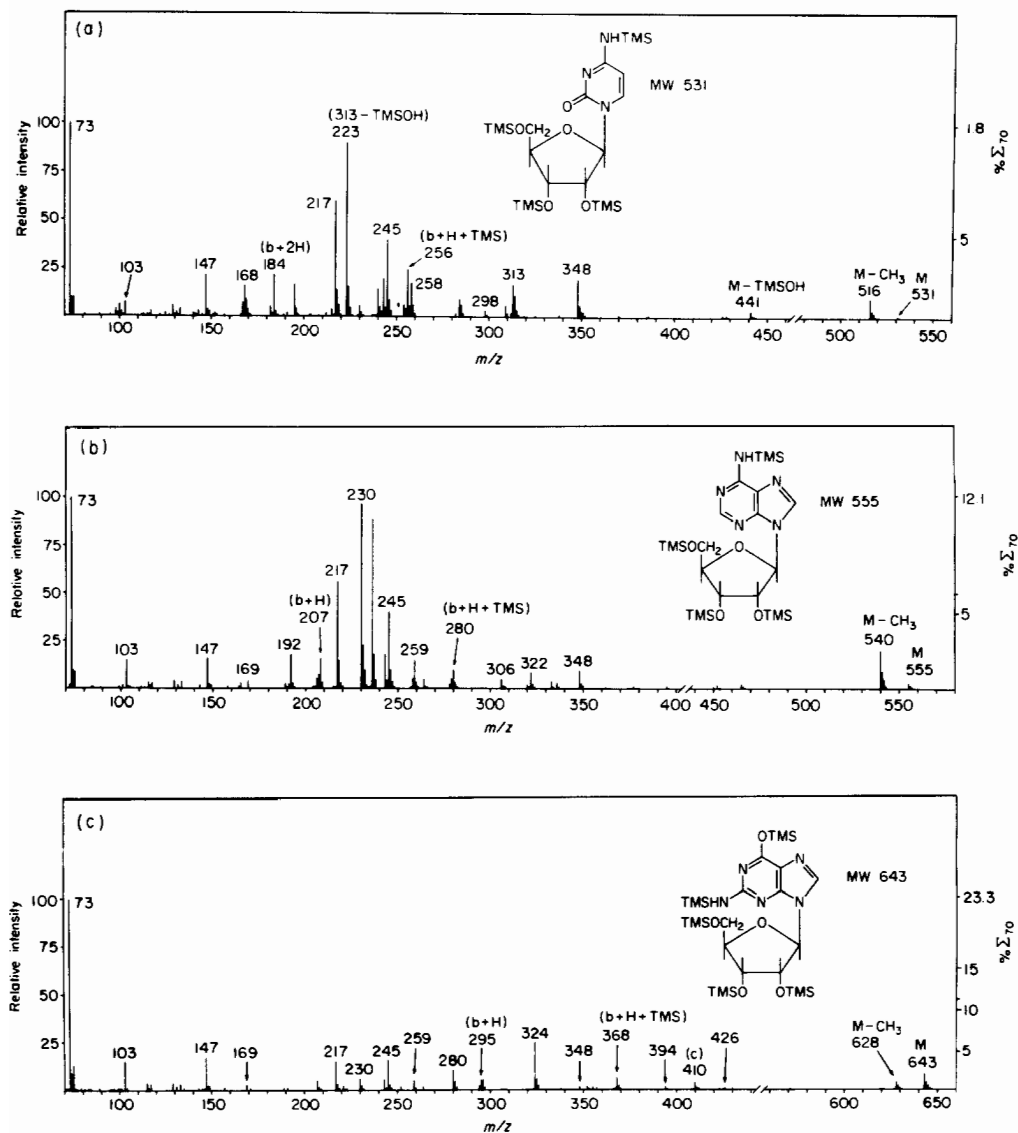 (a)
NHTMS
N
MW 531
O
N
TMSOCH2
O
TMSO OTMS
(313 - TMSOH)
223
73
217
245
(b+H+TMS)
256
(b+2H)
184
103
147
168
258
298
313
348
M-TMSOH
441
M-CH3
516
M
531
Relative intensity
100
75
50
25
1.8
5
%Σ70
100 150 200 250 300 350 400 450 500 550
m/z
(b)
NHTMS
N N
MW 555
N N
TMSOCH2
O
TMSO OTMS
73
230
217
(b+H)
207
245
(b+H+TMS)
280
192
103
147
169
259
306
322
348
M-CH3
540
M
555
Relative intensity
100
75
50
25
12.1
5
%Σ70
100 150 200 250 300 350 400 450 500 550
m/z
(c)
OTMS
N N
MW 643
TMSHN N N
TMSOCH2
O
TMSO OTMS
73
103
147
169
217
230
245
259
280
(b+H)
295
324
348
(b+H+TMS)
368
394
(c)
410
426
M-CH3
628
M
643
Relative intensity
100
75
50
25
23.3
15
10
5
%Σ70
100 150 200 250 300 350 400 600 650
m/z